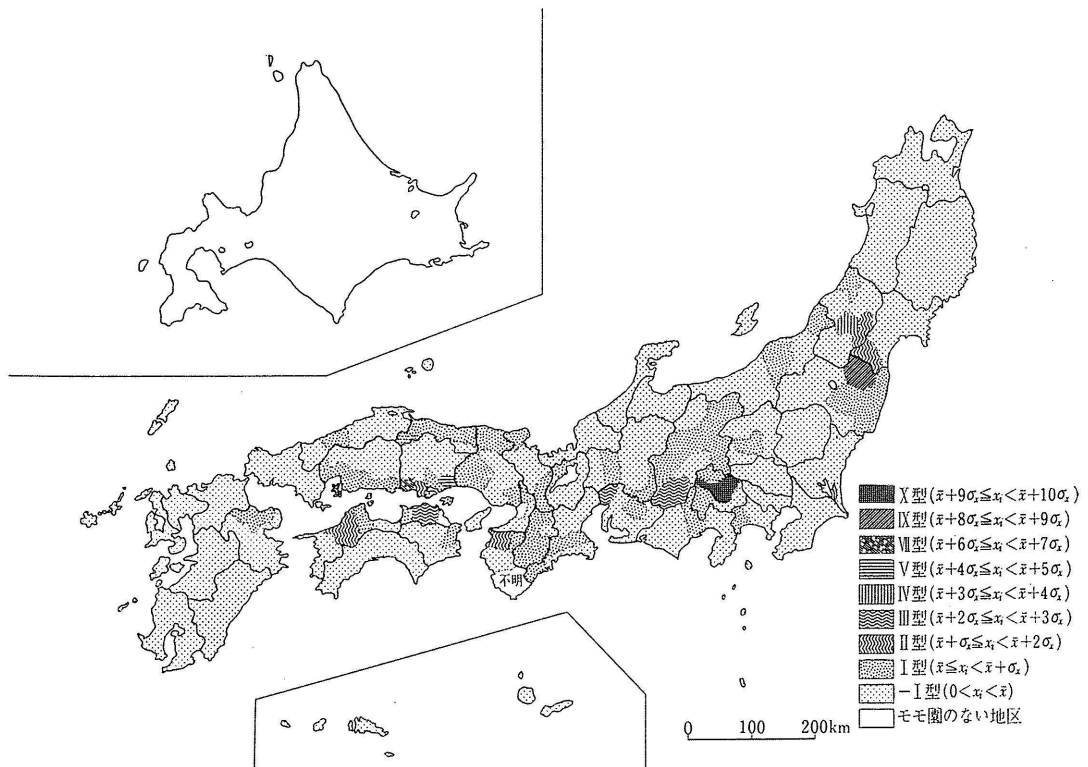 不明
Ⅹ型(x̄+9σₓ≦xᵢ<x̄+10σₓ)
Ⅸ型(x̄+8σₓ≦xᵢ<x̄+9σₓ)
Ⅶ型(x̄+6σₓ≦xᵢ<x̄+7σₓ)
Ⅴ型(x̄+4σₓ≦xᵢ<x̄+5σₓ)
Ⅳ型(x̄+3σₓ≦xᵢ<x̄+4σₓ)
Ⅲ型(x̄+2σₓ≦xᵢ<x̄+3σₓ)
Ⅱ型(x̄+σₓ≦xᵢ<x̄+2σₓ)
Ⅰ型(x̄≦xᵢ<x̄+σₓ)
−Ⅰ型(0<xᵢ<x̄)
モモ園のない地区
0 100 200km